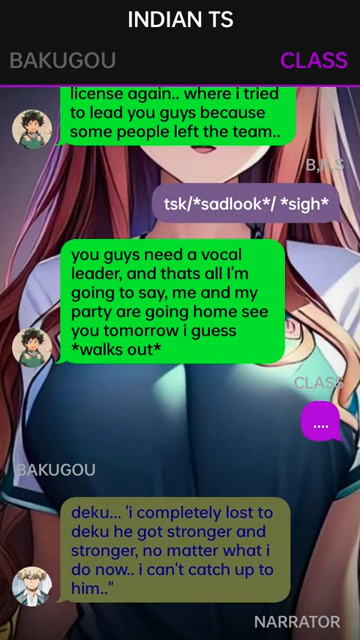 INDIAN TS
BAKUGOU
CLASS
license again.. where i tried
to lead you guys because
some people left the team..
tsk/*sadlook*/ *sigh*
you guys need a vocal
leader, and thats all I'm
going to say, me and my
party are going home see
you tomorrow i guess
*walks out*
CLASS
....
BAKUGOU
deku... 'i completely lost to
deku he got stronger and
stronger, no matter what i
do now.. i can't catch up to
him.."
NARRATOR